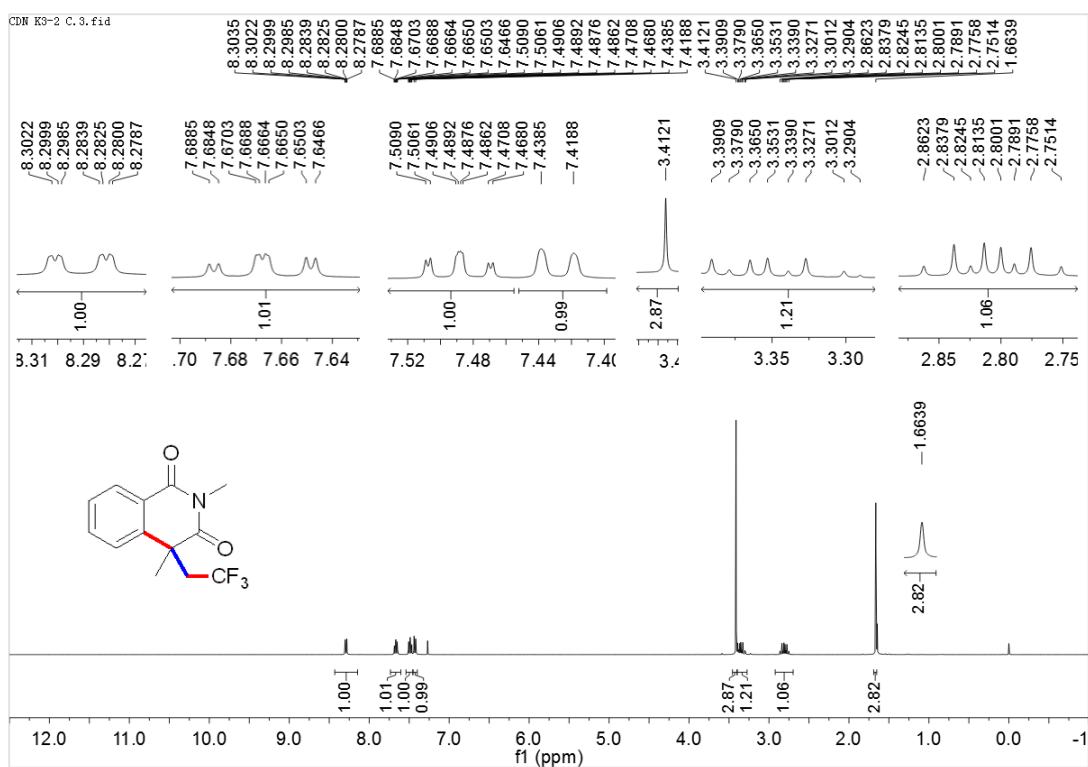 CDN K3-2 C.3.fid
8.3035 8.3022 8.2999 8.2985 8.2839 8.2825 8.2800 8.2787 7.6885 7.6848 7.6703 7.6688 7.6664 7.6650 7.6503 7.6466 7.5090 7.5061 7.4906 7.4892 7.4876 7.4862 7.4708 7.4680 7.4385 7.4188 3.4121 3.3909 3.3790 3.3650 3.3531 3.3390 3.3271 3.3012 3.2904 2.8623 2.8379 2.8245 2.8135 2.8001 2.7891 2.7758 2.7514 1.6639
8.3022 8.2999 8.2985 8.2839 8.2825 8.2800 8.2787 7.6885 7.6848 7.6703 7.6688 7.6664 7.6650 7.6503 7.6466 7.5090 7.5061 7.4906 7.4892 7.4876 7.4862 7.4708 7.4680 7.4385 7.4188 3.4121 3.3909 3.3790 3.3650 3.3531 3.3390 3.3271 3.3012 3.2904 2.8623 2.8379 2.8245 2.8135 2.8001 2.7891 2.7758 2.7514
1.00 1.01 1.00 0.99 2.87 1.21 1.06
8.31 8.29 8.27 .70 7.68 7.66 7.64 7.52 7.48 7.44 7.40 3.4 3.35 3.30 2.85 2.80 2.75
1.6639
O
N
O
CF3
2.82
1.00 1.01 1.00 0.99 2.87 1.21 1.06 2.82
12.0 11.0 10.0 9.0 8.0 7.0 6.0 5.0 4.0 3.0 2.0 1.0 0.0 -1
f1 (ppm)